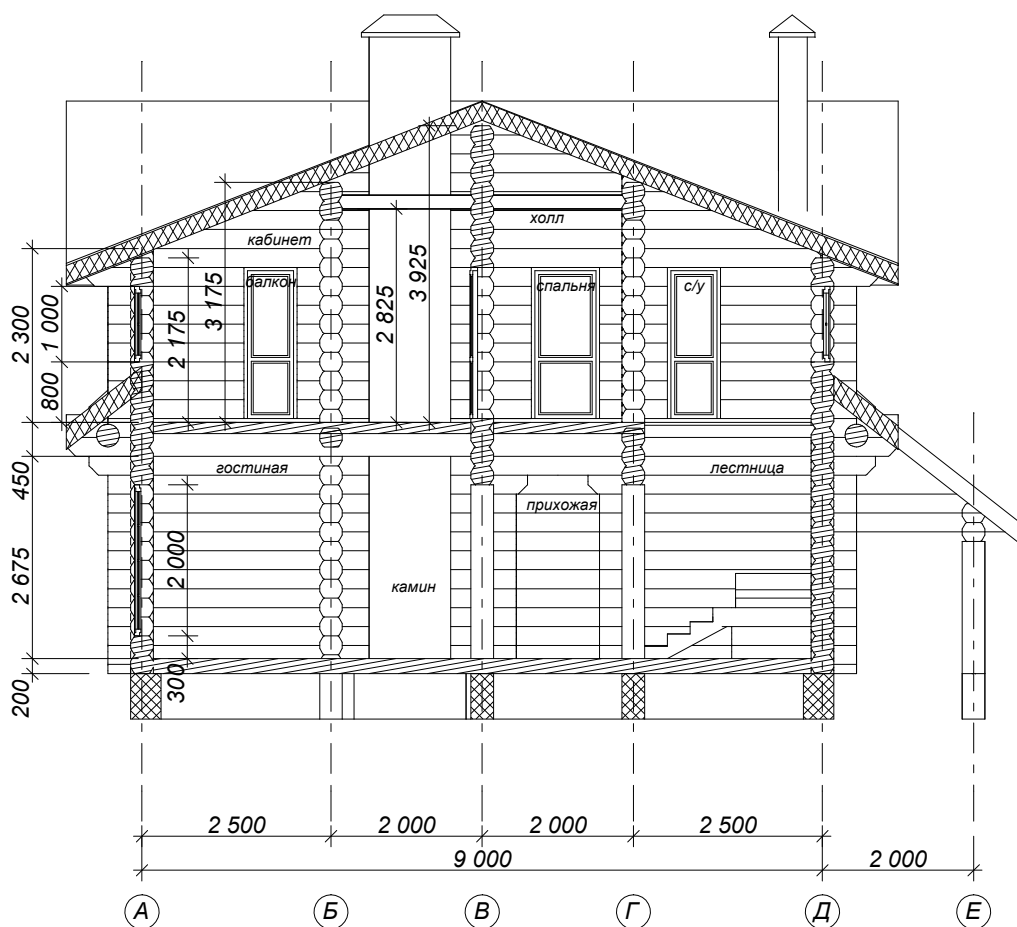 холл
кабинет
балкон
спальня
с/у
2 300
1 000
800
2 175
3 175
2 825
3 925
450
2 675
200
гостиная
лестница
прихожая
камин
2 000
300
2 500
2 000
2 000
2 500
9 000
2 000
А
Б
В
Г
Д
Е